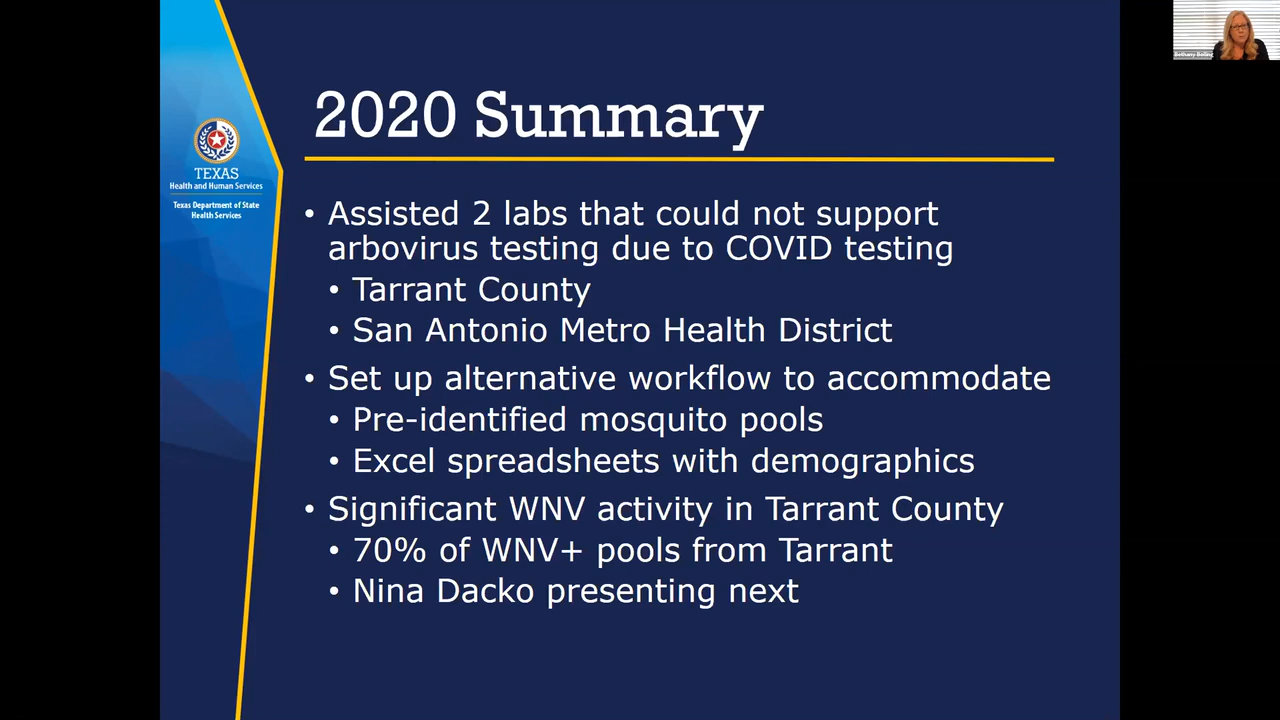 2020 Summary
TEXAS
Health and Human Services
Texas Department of State
Health Services
• Assisted 2 labs that could not support
arbovirus testing due to COVID testing
• Tarrant County
• San Antonio Metro Health District
• Set up alternative workflow to accommodate
• Pre-identified mosquito pools
• Excel spreadsheets with demographics
• Significant WNV activity in Tarrant County
• 70% of WNV+ pools from Tarrant
• Nina Dacko presenting next
Bethany